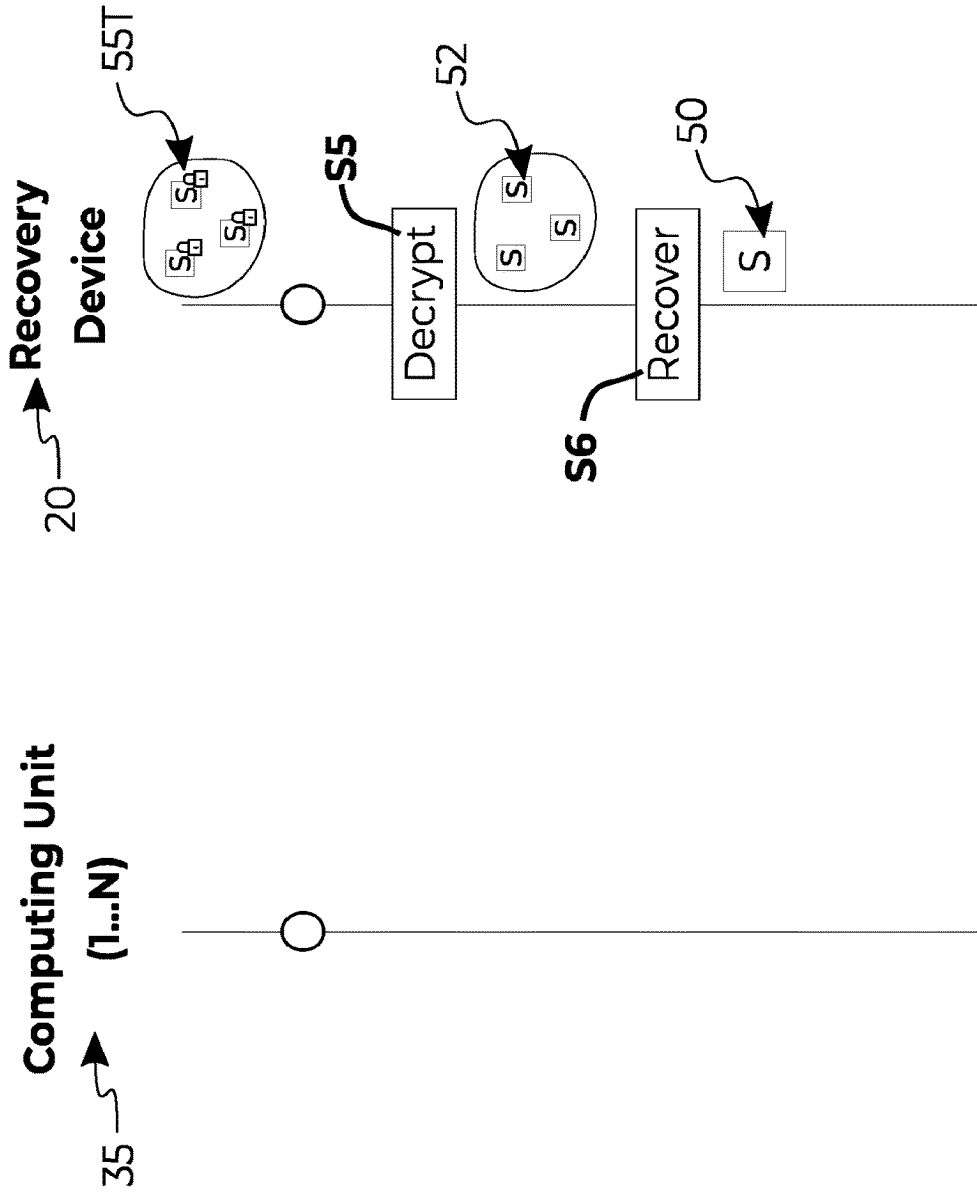 Computing Unit
(1...N)
35
Recovery
Device
20
55T
S
S
S
Decrypt
S5
S
S
S
52
Recover
S6
S
50